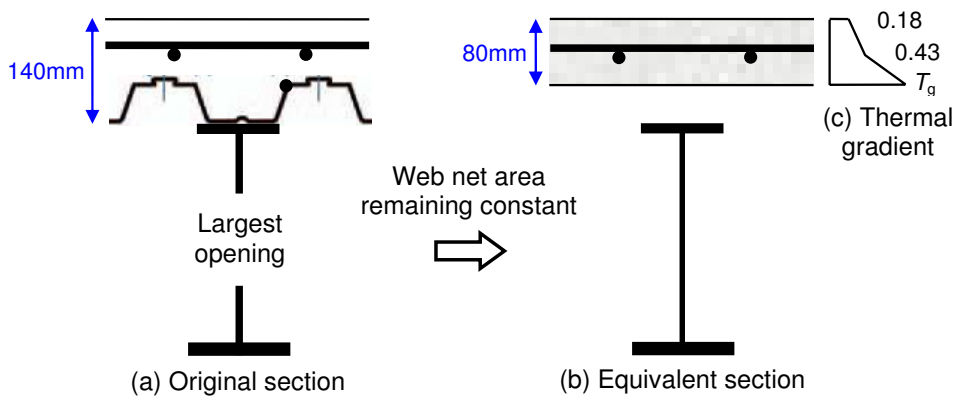 140mm
Largest
opening
(a) Original section
Web net area
remaining constant
80mm
(b) Equivalent section
0.18
0.43
Tg
(c) Thermal
gradient